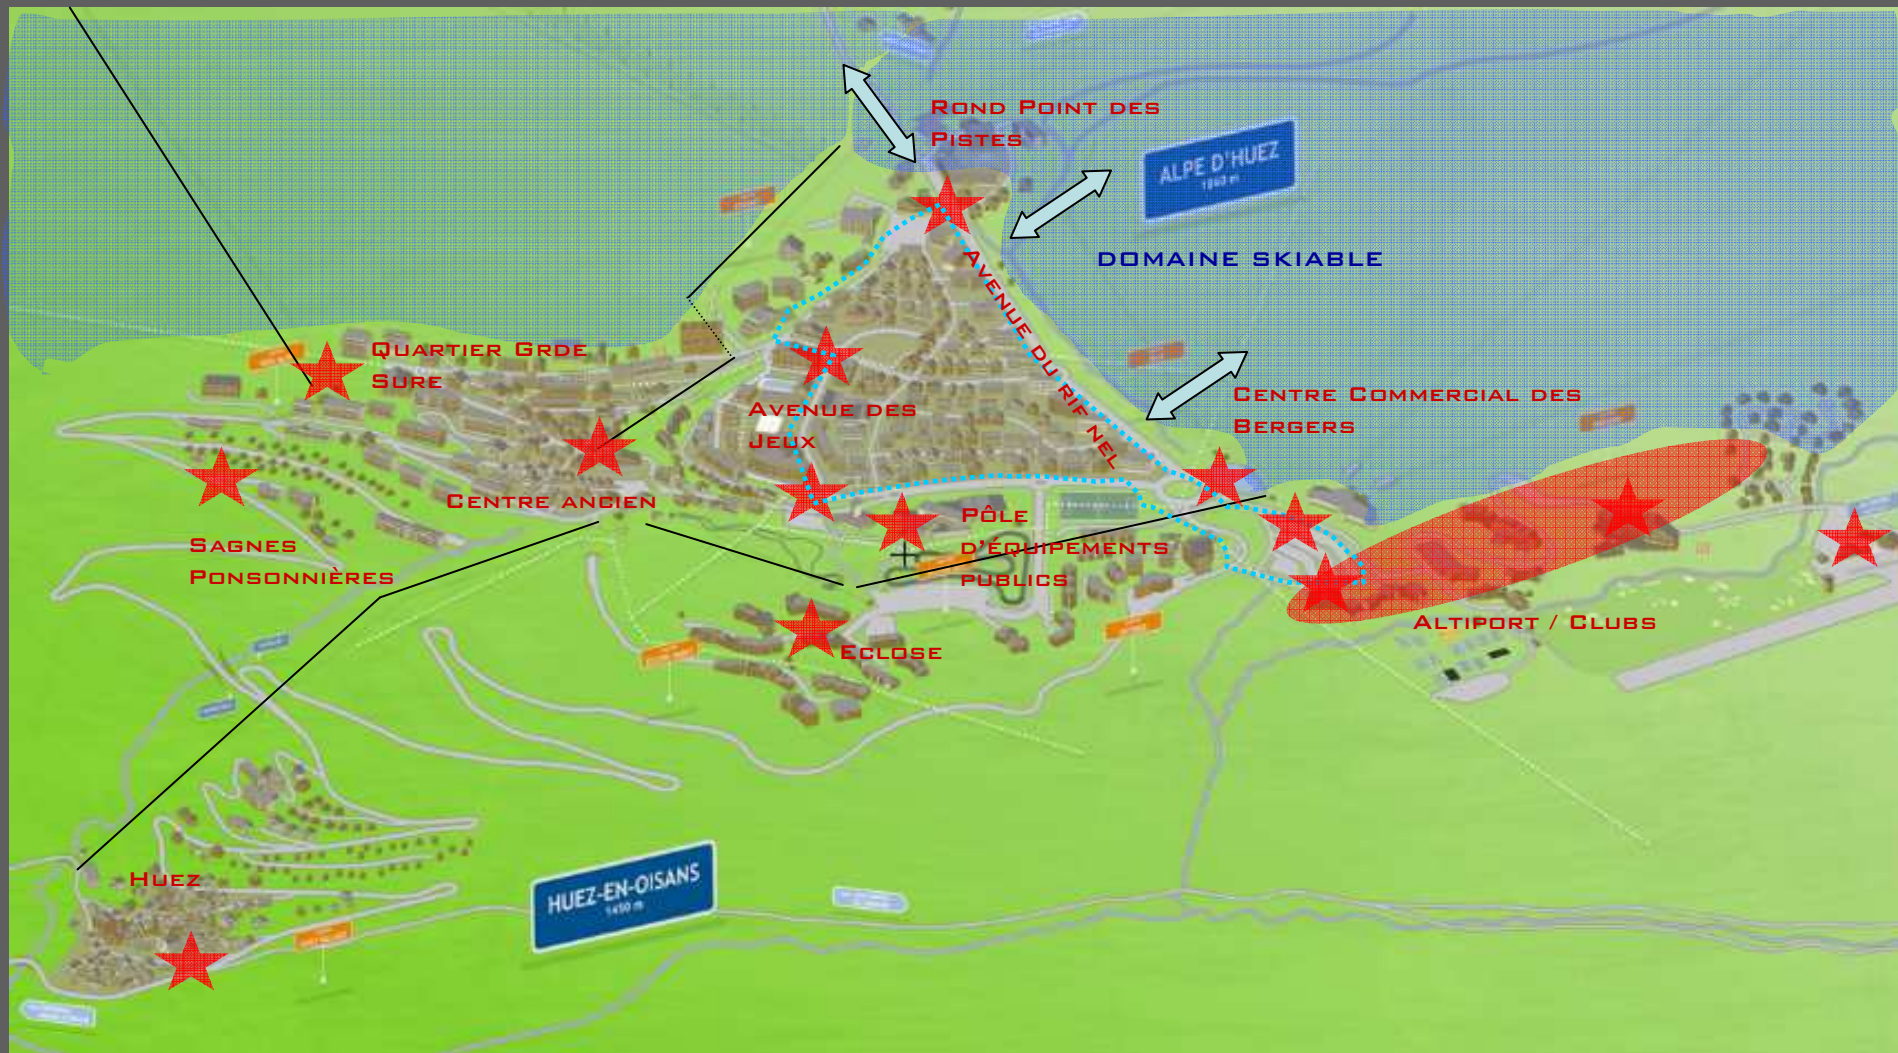 ROND POINT DES
PISTES
ALPE D'HUEZ
1860 m
DOMAINE SKIABLE
AVENUE DU RIF NEL
QUARTIER GRDE
SURE
CENTRE COMMERCIAL DES
BERGERS
AVENUE DES
JEUX
CENTRE ANCIEN
SAGNES
PONSONNIÈRES
PÔLE
D'ÉQUIPEMENTS
PUBLICS
ALTIPORT / CLUBS
ECLOSE
HUEZ
HUEZ-EN-OISANS
1450 m